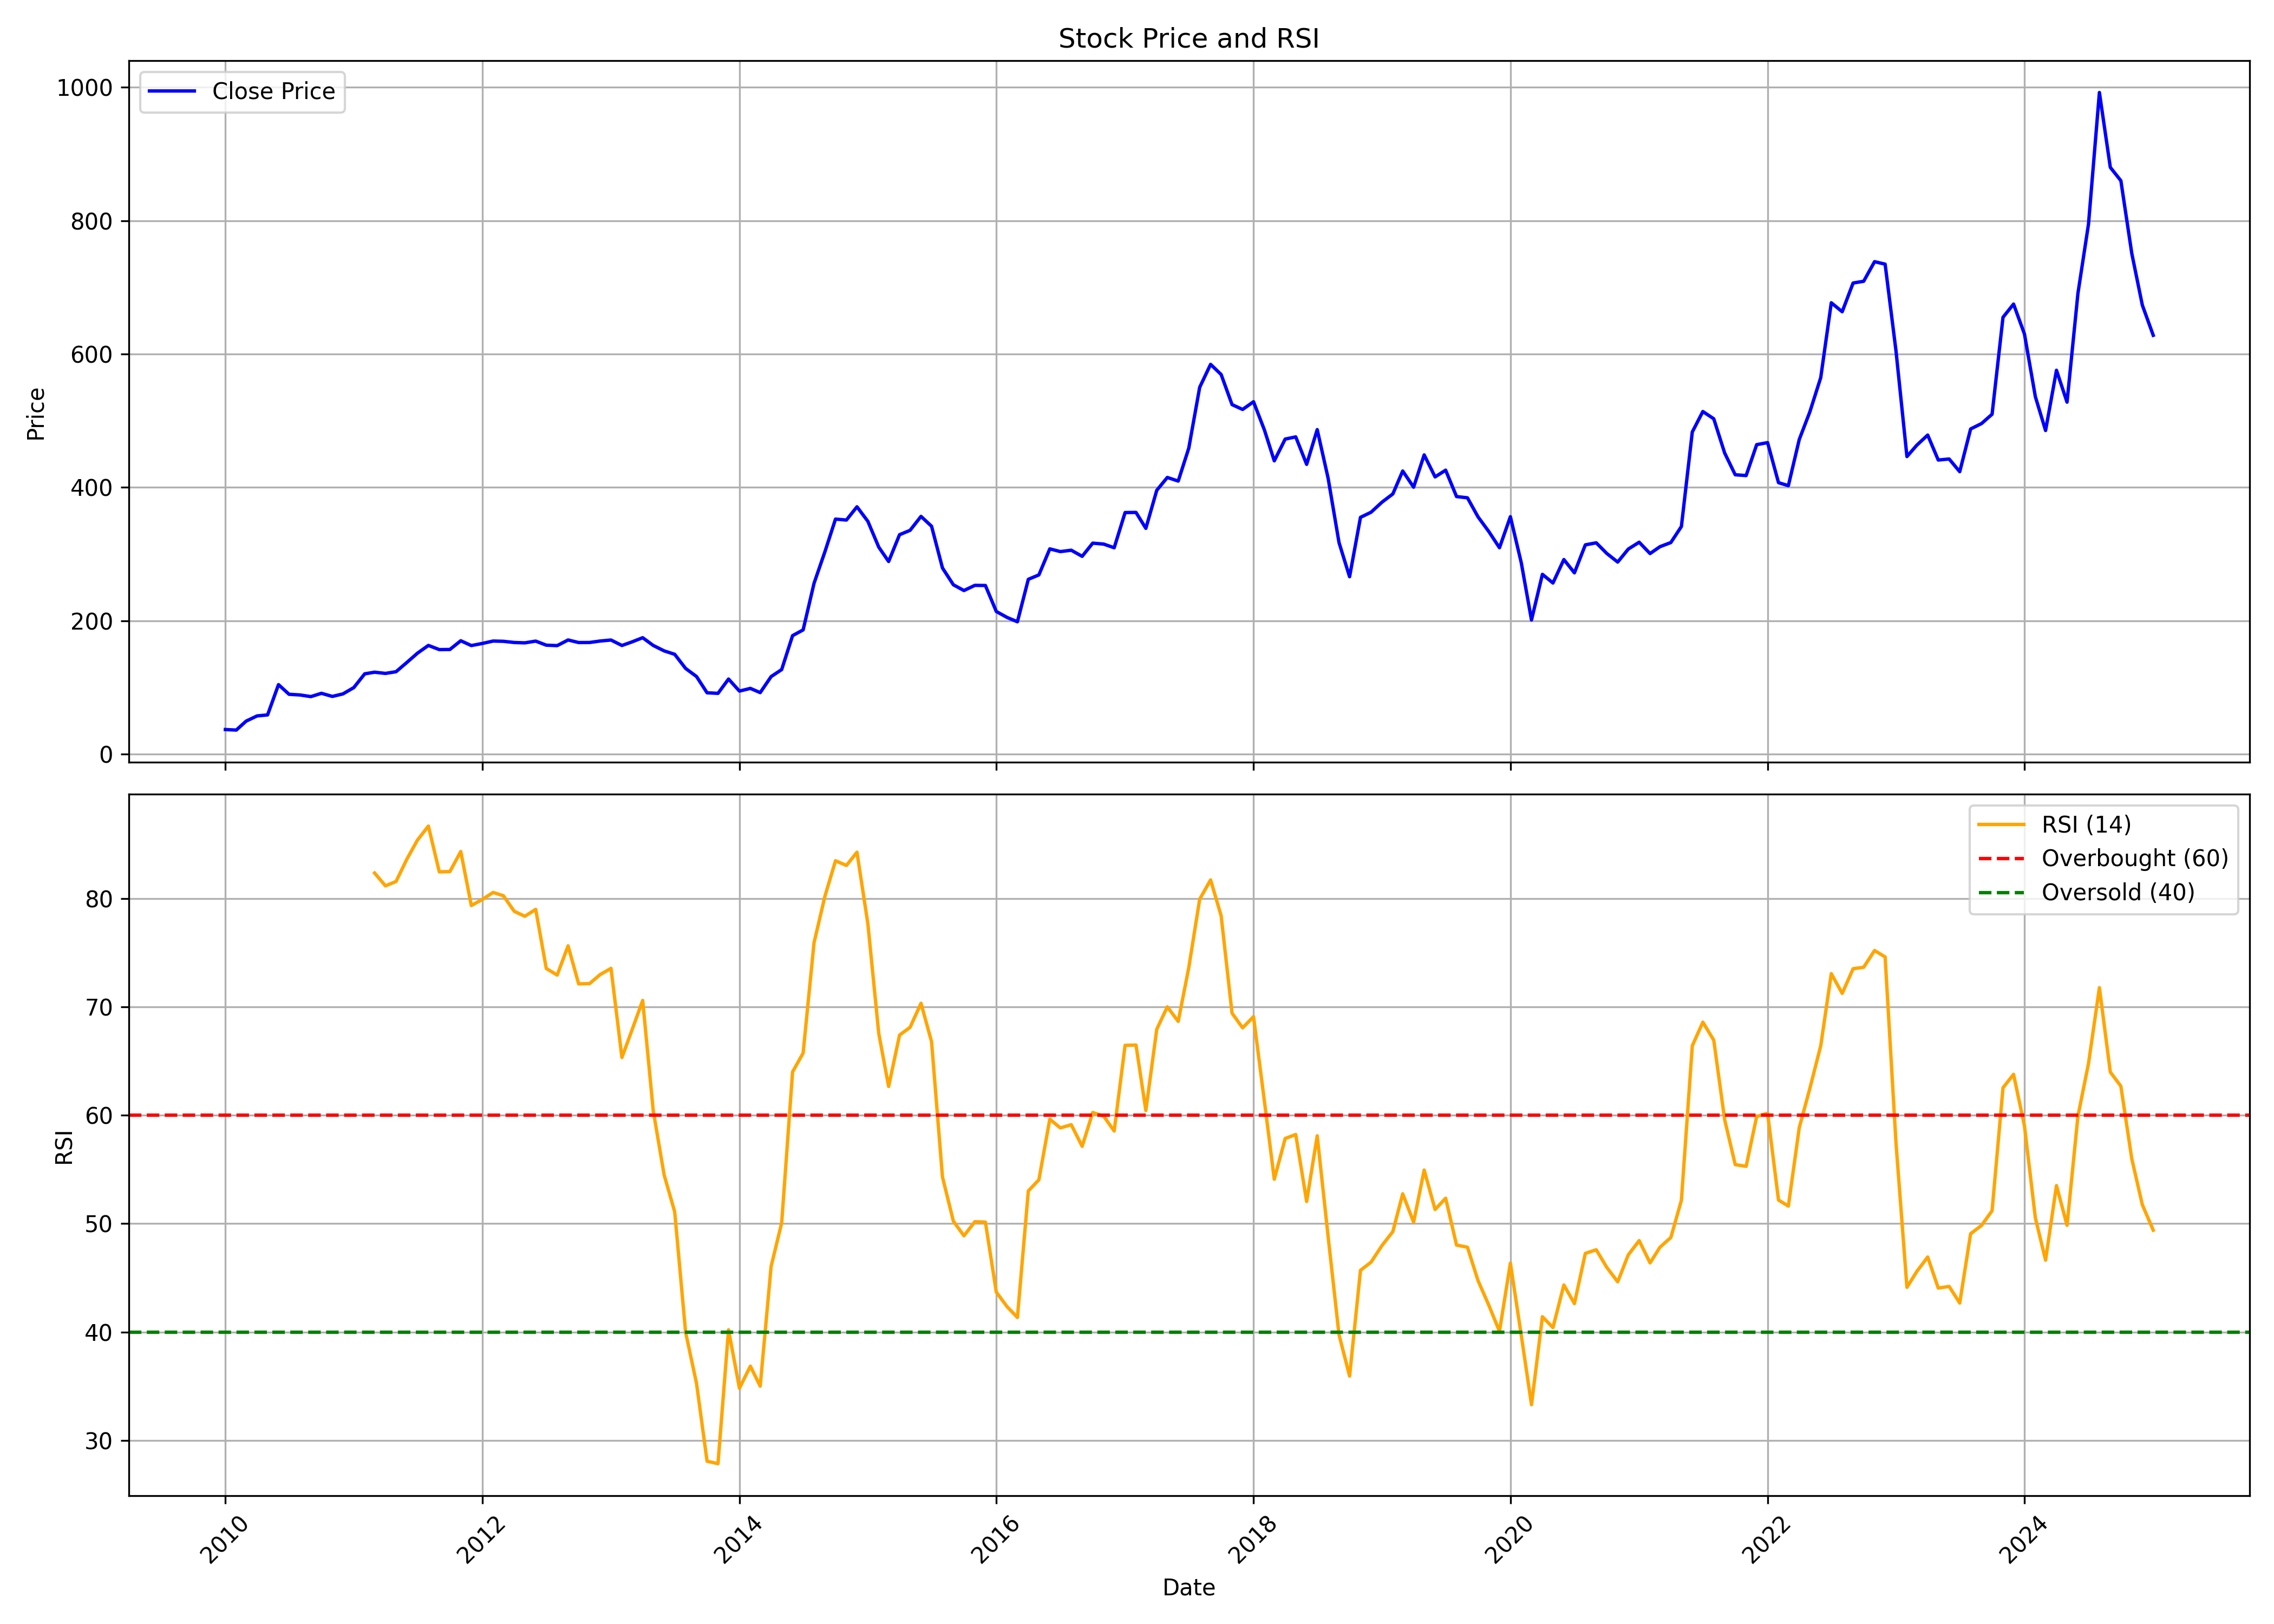 Stock Price and RSI
Close Price
1000
800
600
400
200
0
Price
RSI (14)
Overbought (60)
Oversold (40)
80
70
60
50
40
30
RSI
2010
2012
2014
2016
2018
2020
2022
2024
Date